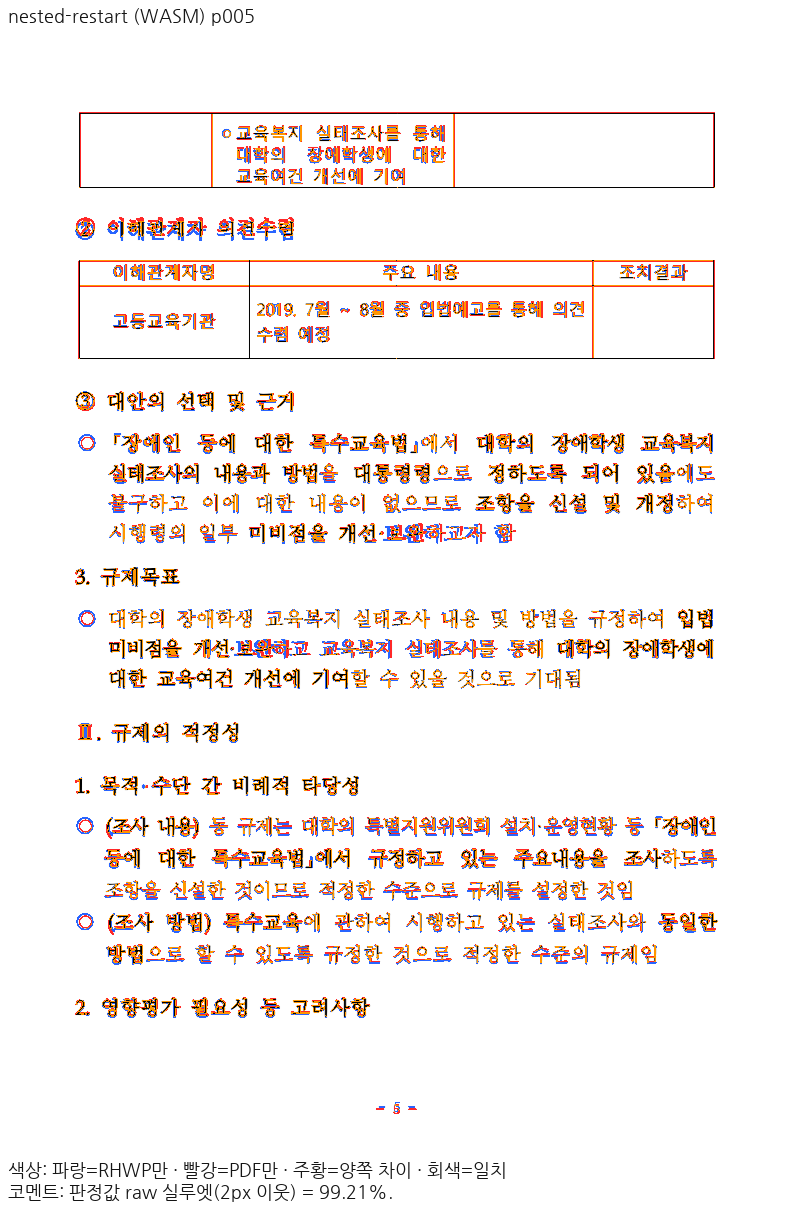 nested-restart (WASM) p005
ㅇ교육복지 실태조사를 통해
대학의 장애학생에 대한
교육여건 개선에 기여
② 이해관계자 의견수렴
이해관계자명 주요 내용 조치결과
고등교육기관
2019. 7월 ~ 8월 중 입법예고를 통해 의견
수렴 예정
③ 대안의 선택 및 근거
○ 「장애인 등에 대한 특수교육법」에서 대학의 장애학생 교육복지
실태조사의 내용과 방법을 대통령령으로 정하도록 되어 있음에도
불구하고 이에 대한 내용이 없으므로 조항을 신설 및 개정하여
시행령의 일부 미비점을 개선·보완하고자 함
3. 규제목표
○ 대학의 장애학생 교육복지 실태조사 내용 및 방법을 규정하여 입법
미비점을 개선·보완하고 교육복지 실태조사를 통해 대학의 장애학생에
대한 교육여건 개선에 기여할 수 있을 것으로 기대됨
Ⅱ. 규제의 적정성
1. 목적·수단 간 비례적 타당성
○ (조사 내용) 동 규제는 대학의 특별지원위원회 설치·운영현황 등 「장애인
등에 대한 특수교육법」에서 규정하고 있는 주요내용을 조사하도록
조항을 신설한 것이므로 적정한 수준으로 규제를 설정한 것임
○ (조사 방법) 특수교육에 관하여 시행하고 있는 실태조사와 동일한
방법으로 할 수 있도록 규정한 것으로 적정한 수준의 규제임
2. 영향평가 필요성 등 고려사항
- 5 -
색상: 파랑=RHWP만 · 빨강=PDF만 · 주황=양쪽 차이 · 회색=일치
코멘트: 판정값 raw 실루엣(2px 이웃) = 99.21%.